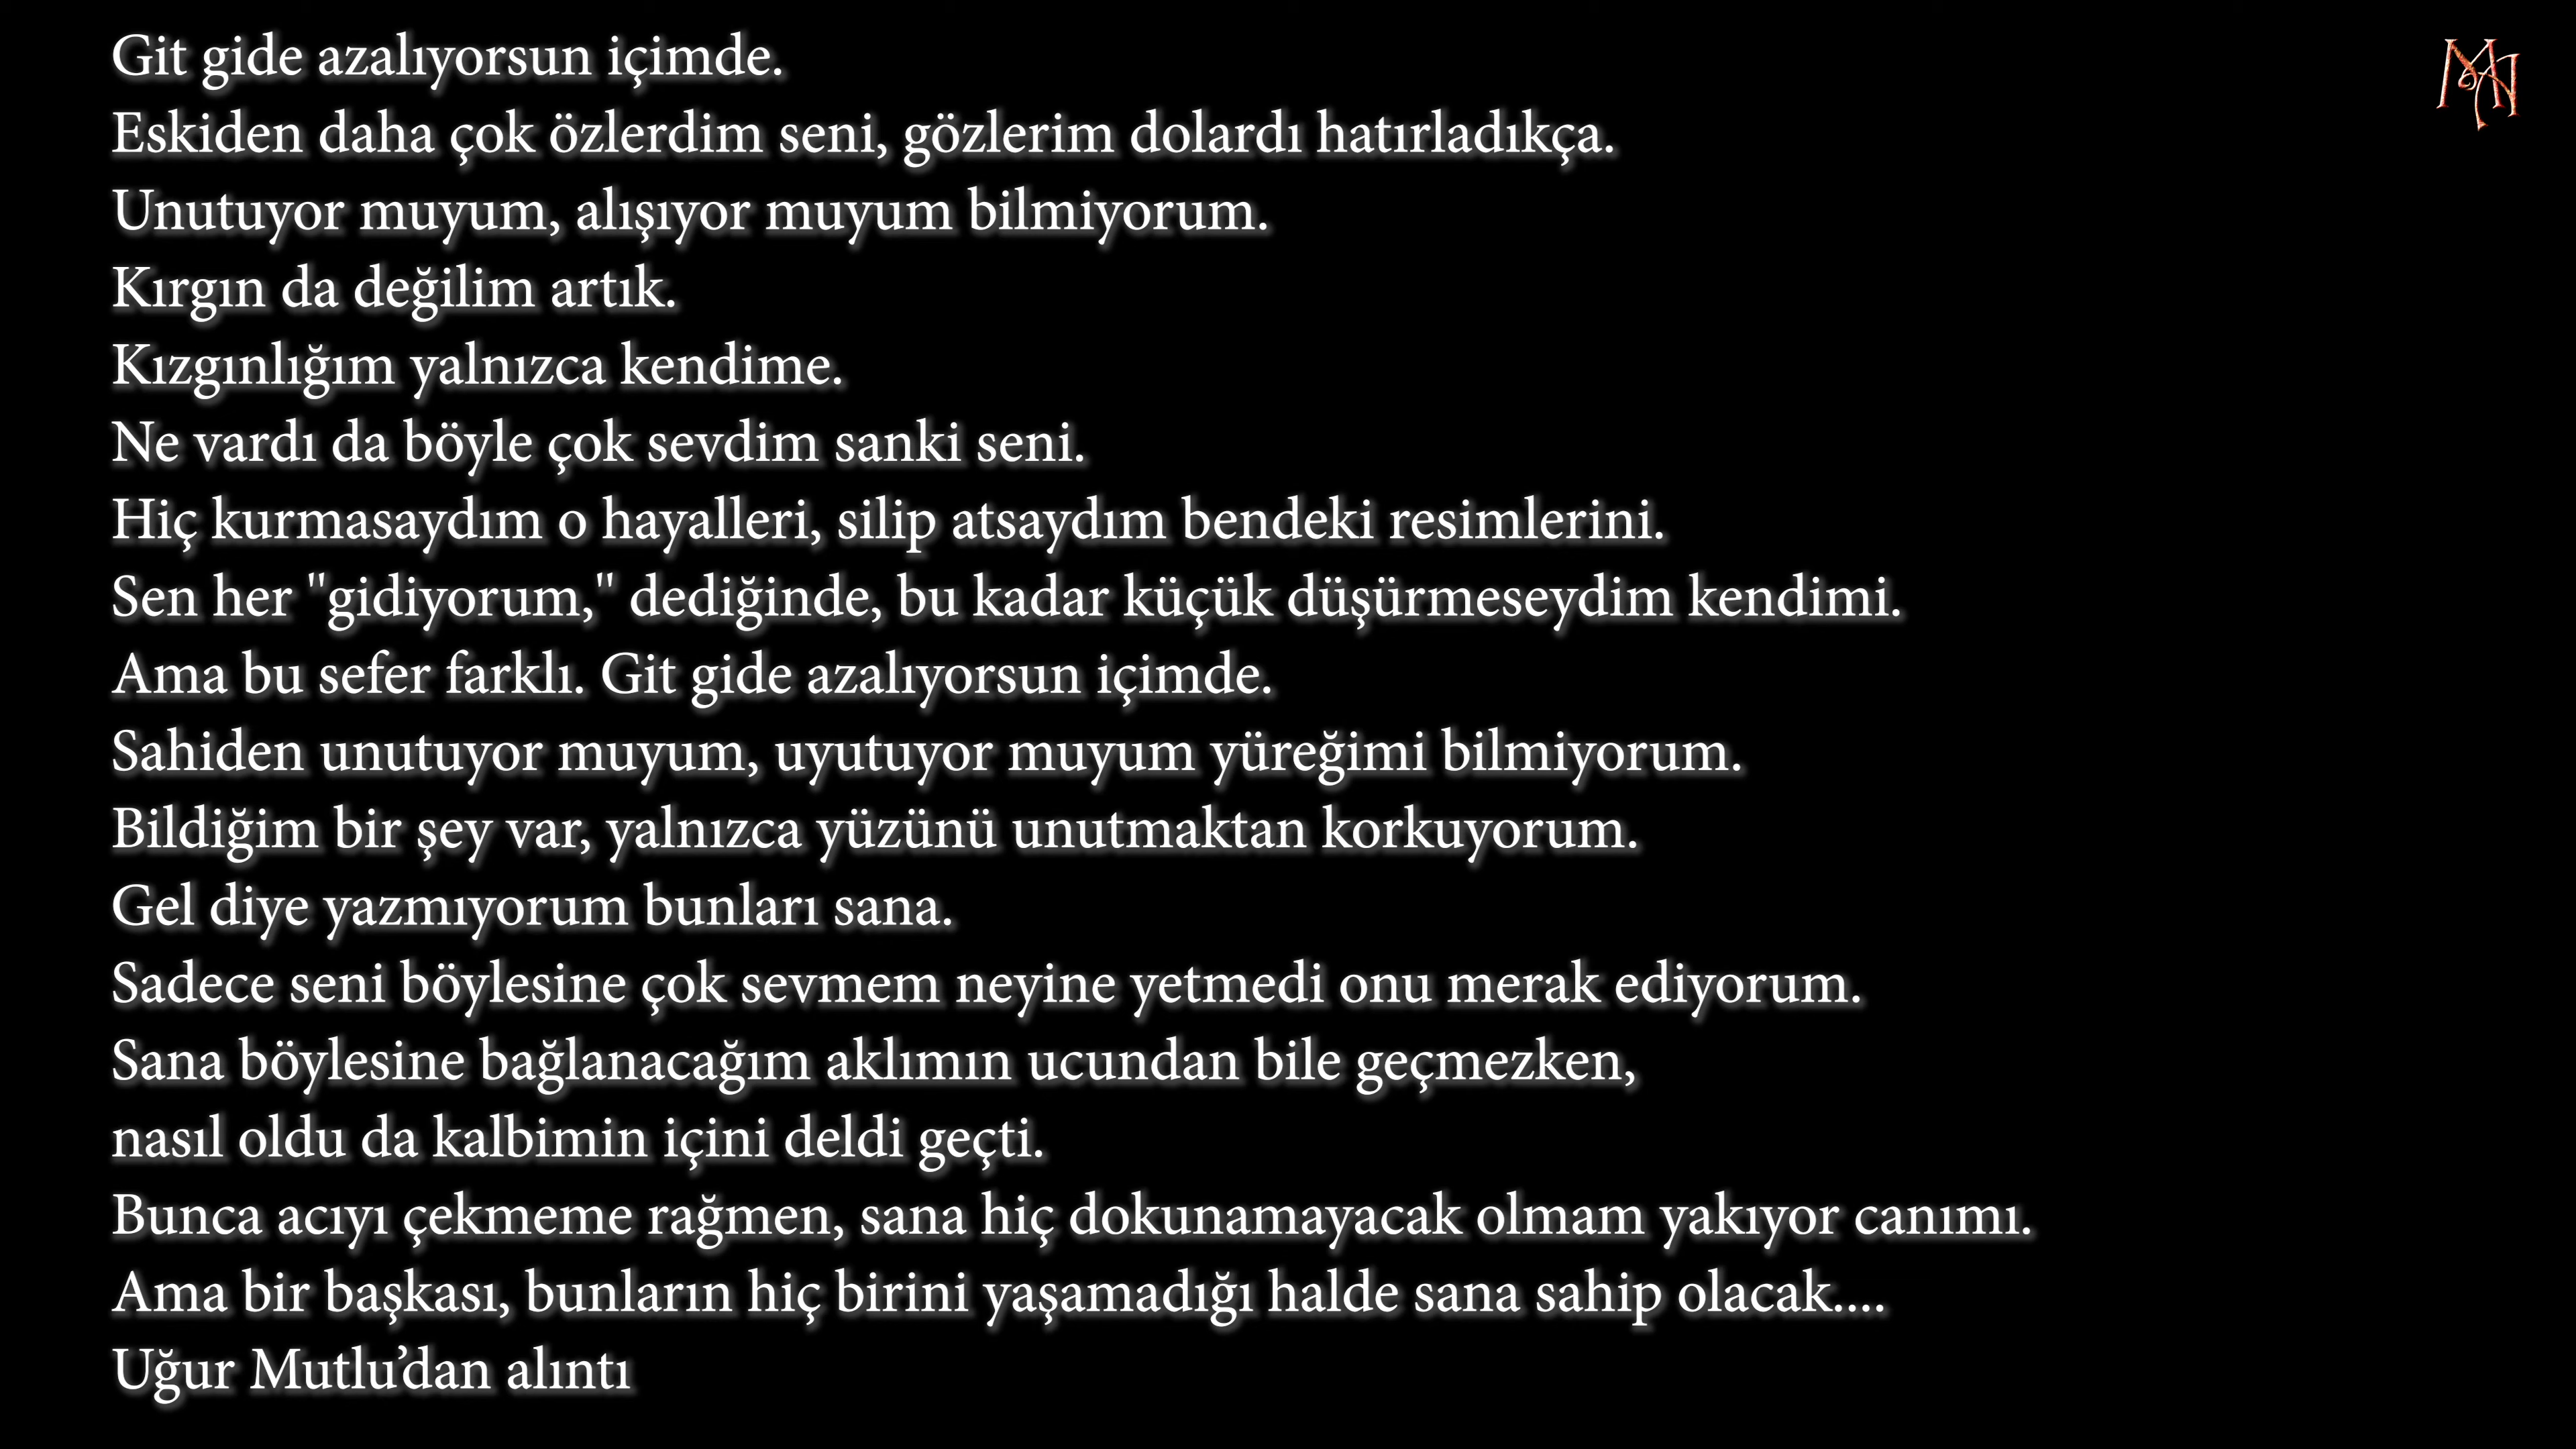 Git gide azalıyorsun içimde.
Eskiden daha çok özlerdim seni, gözlerim dolardı hatırladıkça.
Unutuyor muyum, alışıyor muyum bilmiyorum.
Kırgın da değilim artık.
Kızgınlığım yalnızca kendime.
Ne vardı da böyle çok sevdim sanki seni.
Hiç kurmasaydım o hayalleri, silip atsaydım bendeki resimlerini.
Sen her "gidiyorum," dediğinde, bu kadar küçük düşürmeseydim kendimi.
Ama bu sefer farklı. Git gide azalıyorsun içimde.
Sahiden unutuyor muyum, uyutuyor muyum yüreğimi bilmiyorum.
Bildiğim bir şey var, yalnızca yüzünü unutmaktan korkuyorum.
Gel diye yazmıyorum bunları sana.
Sadece seni böylesine çok sevmem neyine yetmedi onu merak ediyorum.
Sana böylesine bağlanacağım aklımın ucundan bile geçmezken,
nasıl oldu da kalbimin içini deldi geçti.
Bunca acıyı çekmeme rağmen, sana hiç dokunamayacak olmam yakıyor canımı.
Ama bir başkası, bunların hiç birini yaşamadığı halde sana sahip olacak....
Uğur Mutlu’dan alıntı